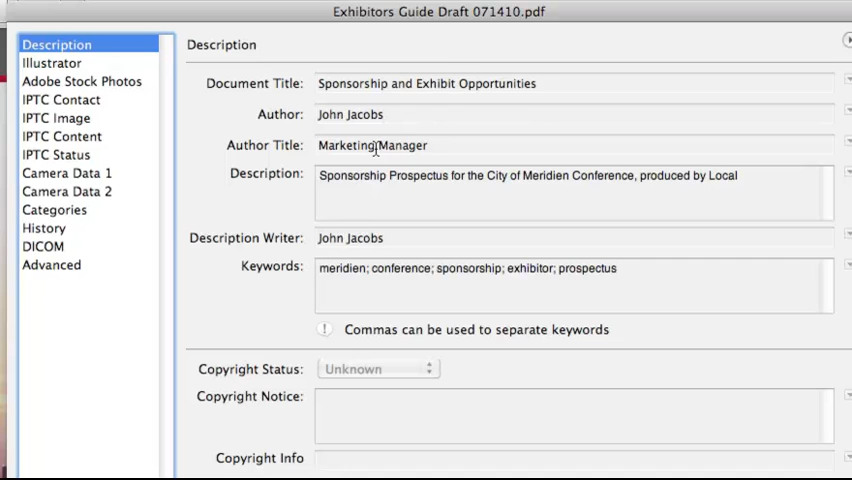 Exhibitors Guide Draft 071410.pdf
Description
Illustrator
Adobe Stock Photos
IPTC Contact
IPTC Image
IPTC Content
IPTC Status
Camera Data 1
Camera Data 2
Categories
History
DICOM
Advanced
Description
Document Title: Sponsorship and Exhibit Opportunities
Author: John Jacobs
Author Title: Marketing Manager
Description: Sponsorship Prospectus for the City of Meridien Conference, produced by Local
Description Writer: John Jacobs
Keywords: meridien; conference; sponsorship; exhibitor; prospectus
! Commas can be used to separate keywords
Copyright Status: Unknown
Copyright Notice:
Copyright Info